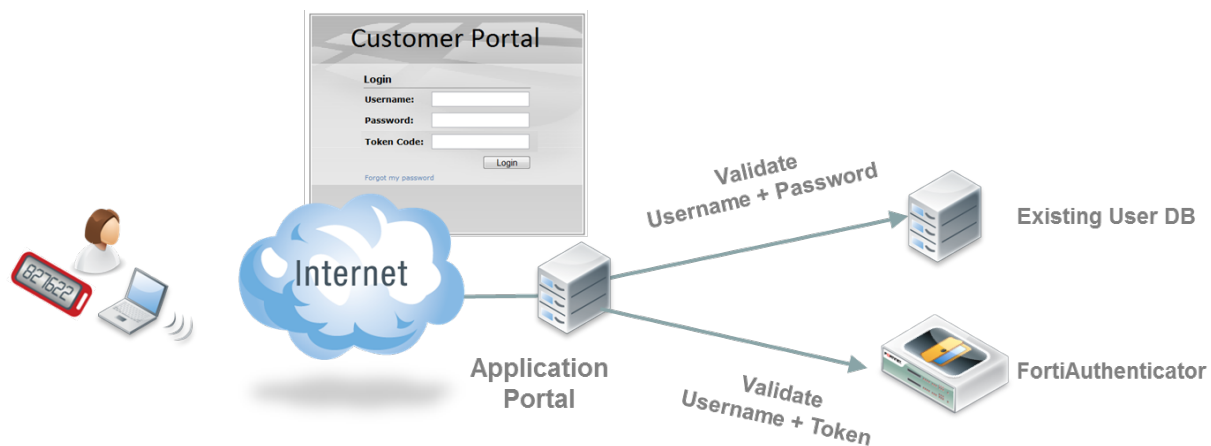 Customer Portal
Login
Username:
Password:
Token Code:
Login
Forgot my password
827622
Internet
Application
Portal
Validate
Username + Password
Existing User DB
Validate
Username + Token
FortiAuthenticator